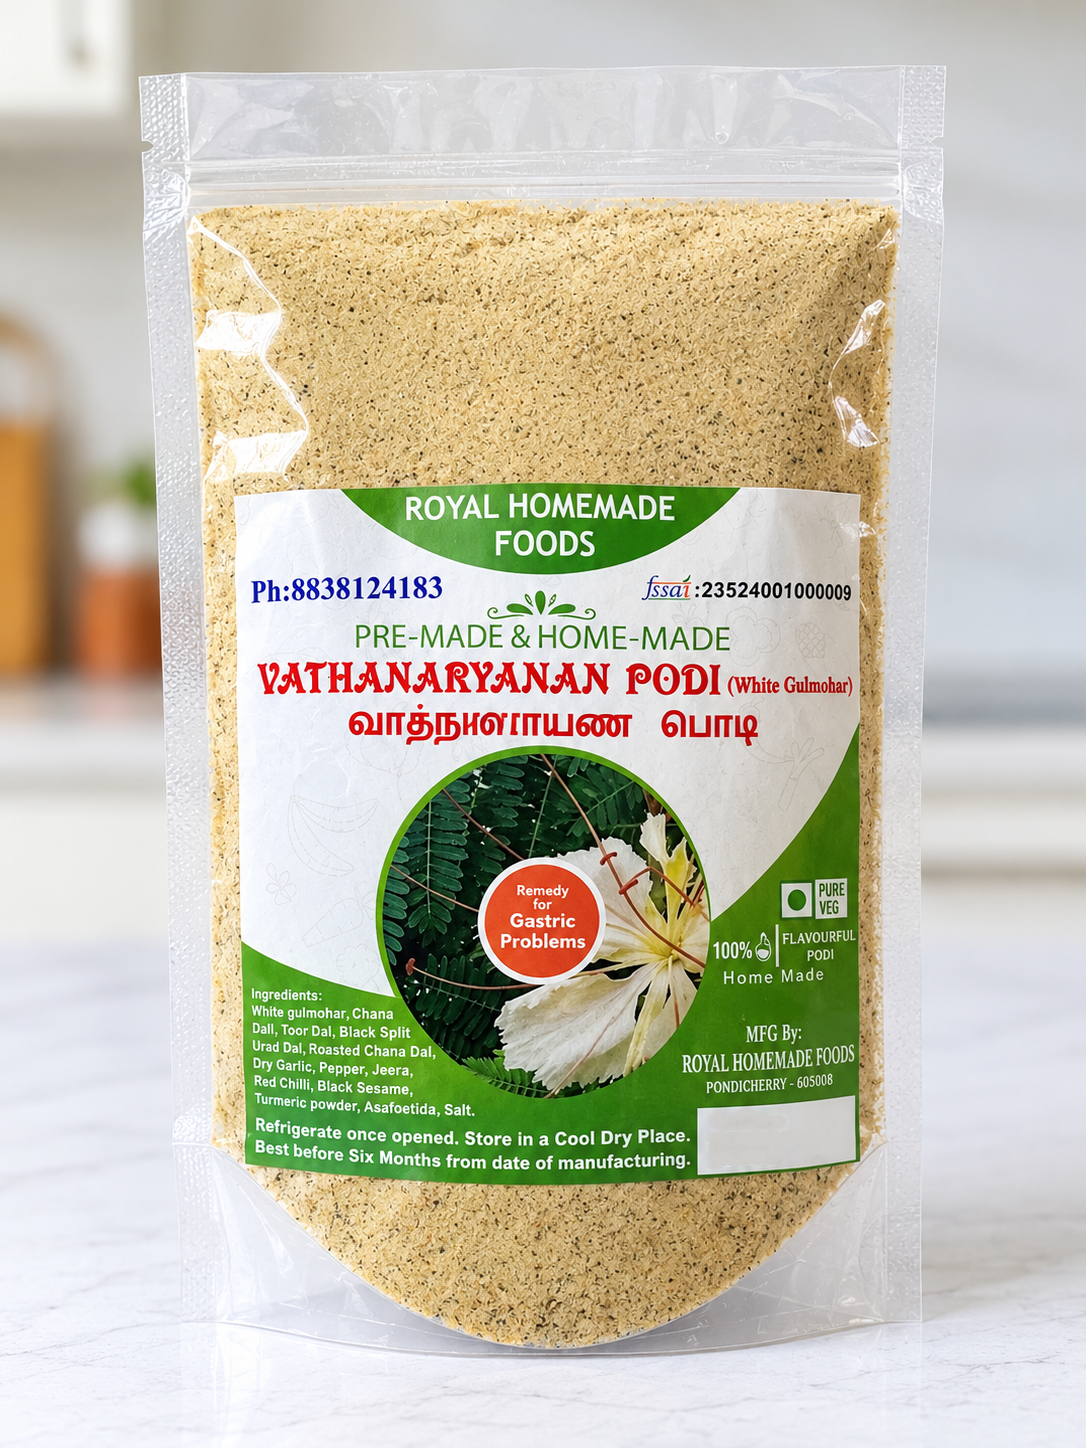 ROYAL HOMEMADE
FOODS
Ph:8838124183
fssai :23524001000009
PRE-MADE & HOME-MADE
VATHANARYANAN PODI (White Gulmohar)
பொடி
Remedy
for
Gastric
Problems
PURE
VEG
100%
FLAVOURFUL
PODI
Home Made
Ingredients:
White gulmohar, Chana
Dall, Toor Dal, Black Split
Urad Dal, Roasted Chana Dal,
Dry Garlic, Pepper, Jeera,
Red Chilli, Black Sesame,
Turmeric powder, Asafoetida, Salt.
MFG By:
ROYAL HOMEMADE FOODS
PONDICHERRY - 605008
Refrigerate once opened. Store in a Cool Dry Place.
Best before Six Months from date of manufacturing.